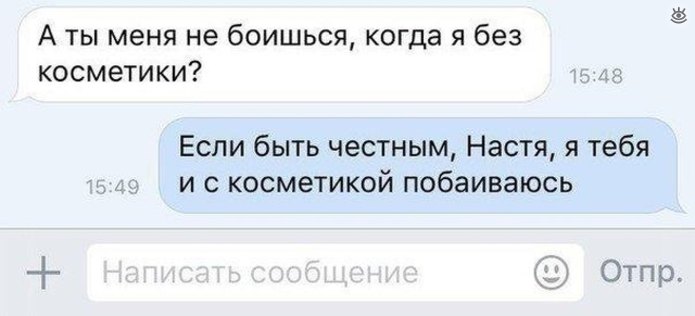 А ты меня не боишься, когда я без
косметики?
15:48
Если быть честным, Настя, я тебя
и с косметикой побаиваюсь
15:49
Написать сообщение
Отпр.